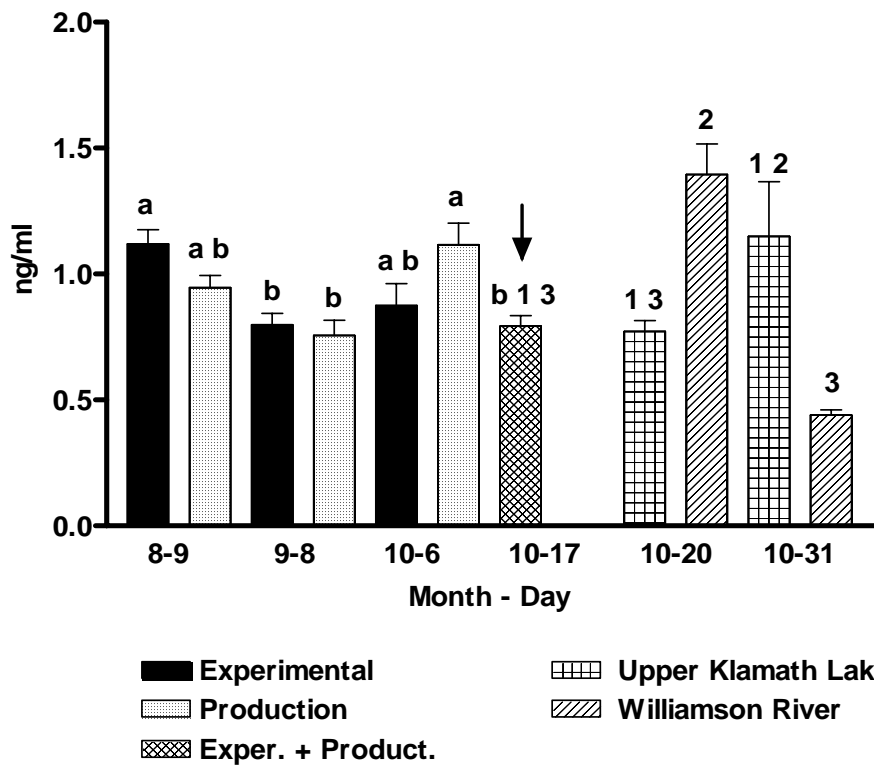 2.0
2
1.5
1 2
a
a
a b
a b
b
b
b 1 3
1 3
3
1.0
0.5
0.0
ng/ml
8-9 9-8 10-6 10-17 10-20 10-31
Month - Day
Experimental
Production
Exper. + Product.
Upper Klamath Lak
Williamson River